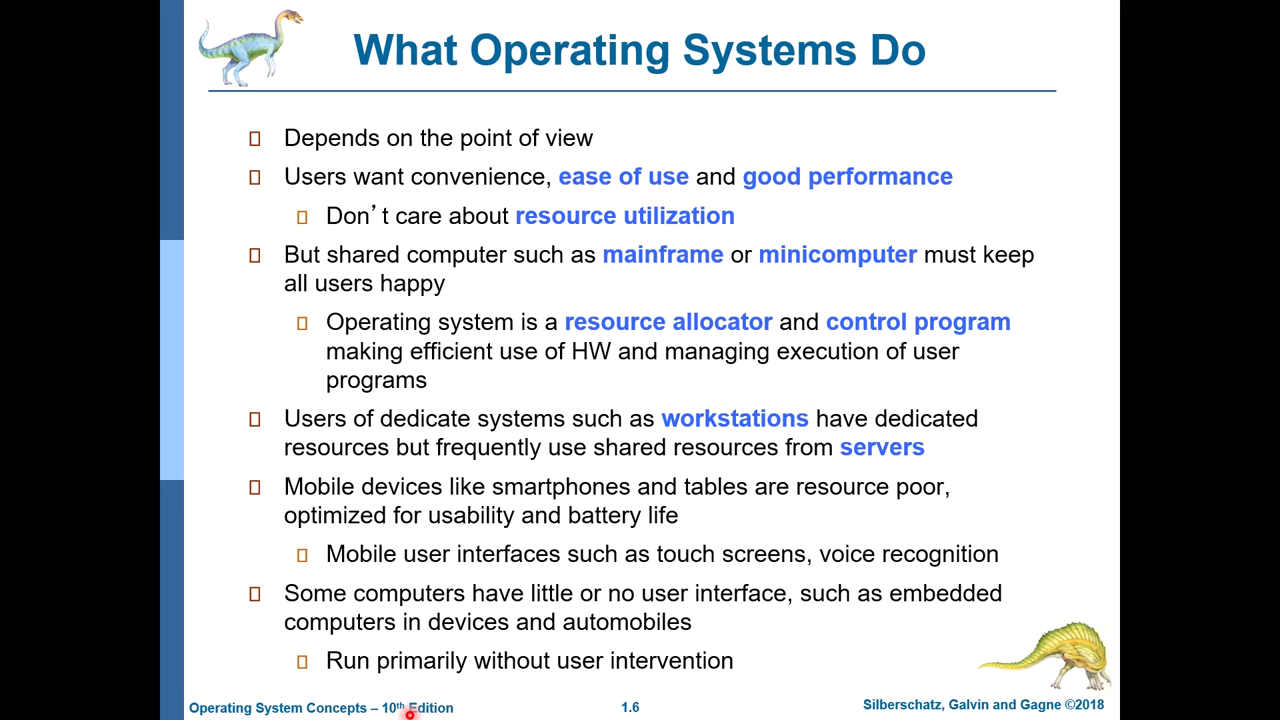 What Operating Systems Do
Depends on the point of view
Users want convenience, ease of use and good performance
Don’t care about resource utilization
But shared computer such as mainframe or minicomputer must keep
all users happy
Operating system is a resource allocator and control program
making efficient use of HW and managing execution of user
programs
Users of dedicate systems such as workstations have dedicated
resources but frequently use shared resources from servers
Mobile devices like smartphones and tables are resource poor,
optimized for usability and battery life
Mobile user interfaces such as touch screens, voice recognition
Some computers have little or no user interface, such as embedded
computers in devices and automobiles
Run primarily without user intervention
Operating System Concepts – 10th Edition
1.6
Silberschatz, Galvin and Gagne ©2018